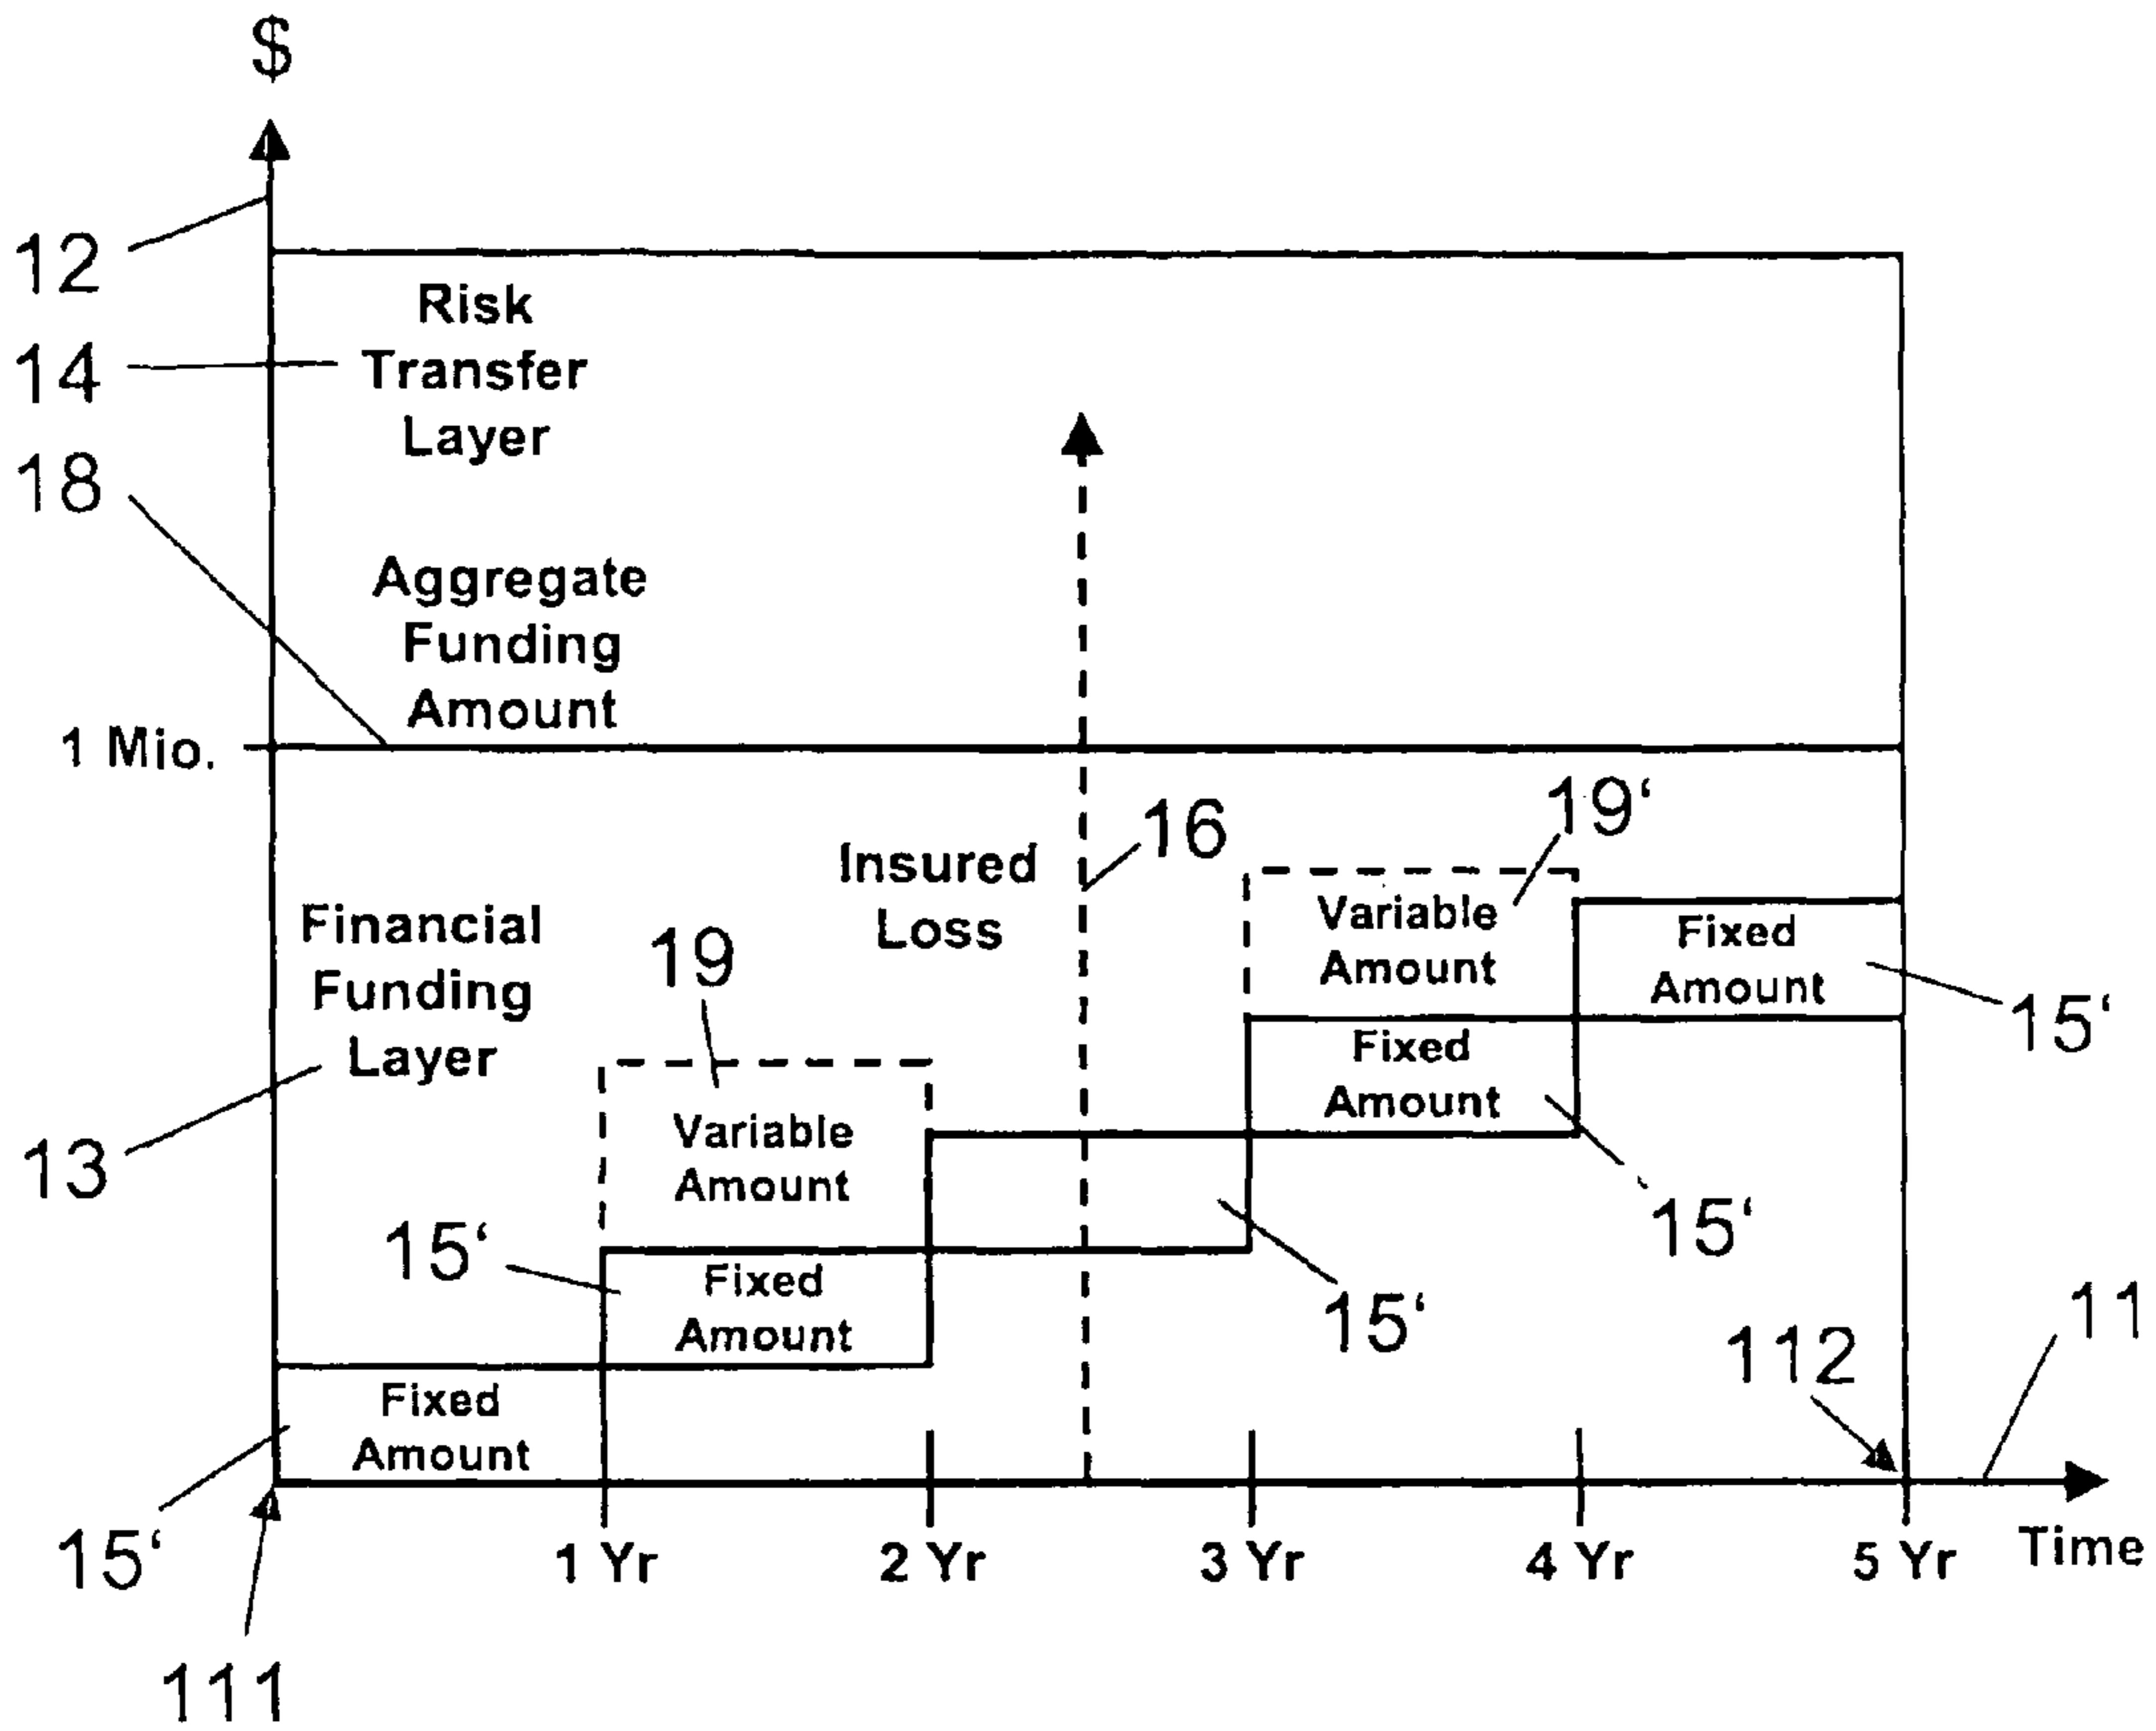 $
12
Risk
14
Transfer
Layer
18
Aggregate
Funding
Amount
1 Mio.
19‘
16
Insured
Loss
Variable
Amount
Fixed
Amount
15‘
Financial
Funding
Layer
19
Fixed
Amount
13
Variable
Amount
15‘
15‘
Fixed
Amount
15‘
11
112
Fixed
Amount
15‘
1 Yr
2 Yr
3 Yr
4 Yr
5 Yr
Time
111